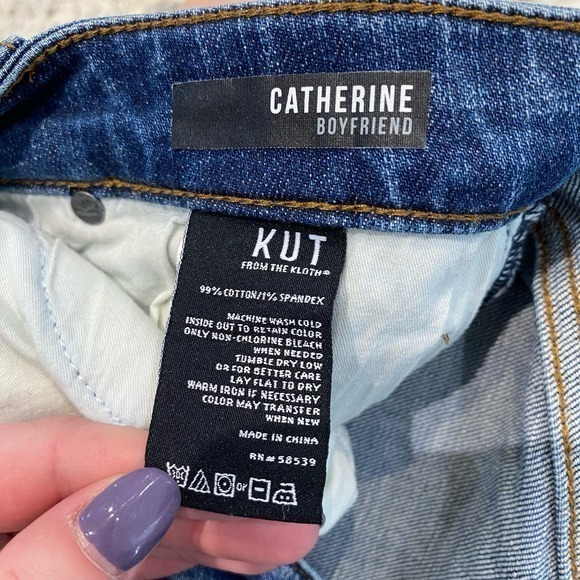 CATHERINE
BOYFRIEND
KUT
FROM THE KLOTH®
99% COTTON/1% SPANDEX
MACHINE WASH COLD
INSIDE OUT TO RETAIN COLOR
ONLY NON-CHLORINE BLEACH
WHEN NEEDED
TUMBLE DRY LOW
OR FOR BETTER CARE
LAY FLAT TO DRY
WARM IRON IF NECESSARY
COLOR MAY TRANSFER
WHEN NEW
MADE IN CHINA
RN# 58539
OR